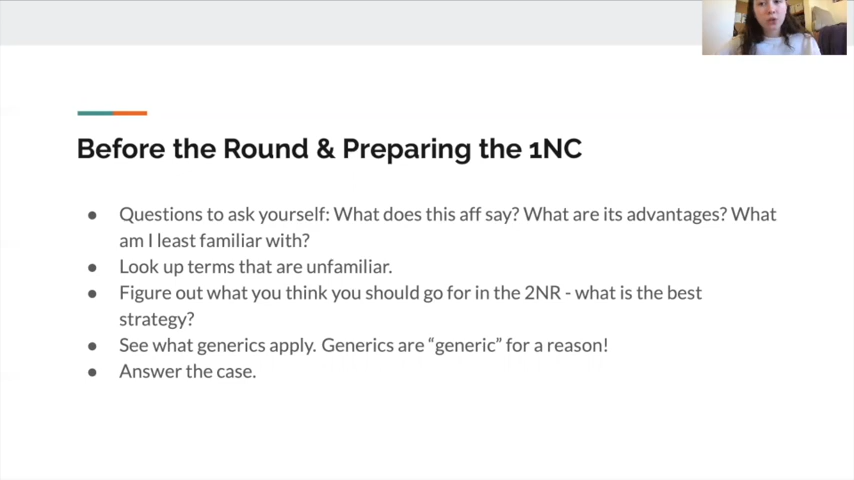 Before the Round & Preparing the 1NC
● Questions to ask yourself: What does this aff say? What are its advantages? What
am I least familiar with?
● Look up terms that are unfamiliar.
● Figure out what you think you should go for in the 2NR - what is the best
strategy?
● See what generics apply. Generics are “generic” for a reason!
● Answer the case.